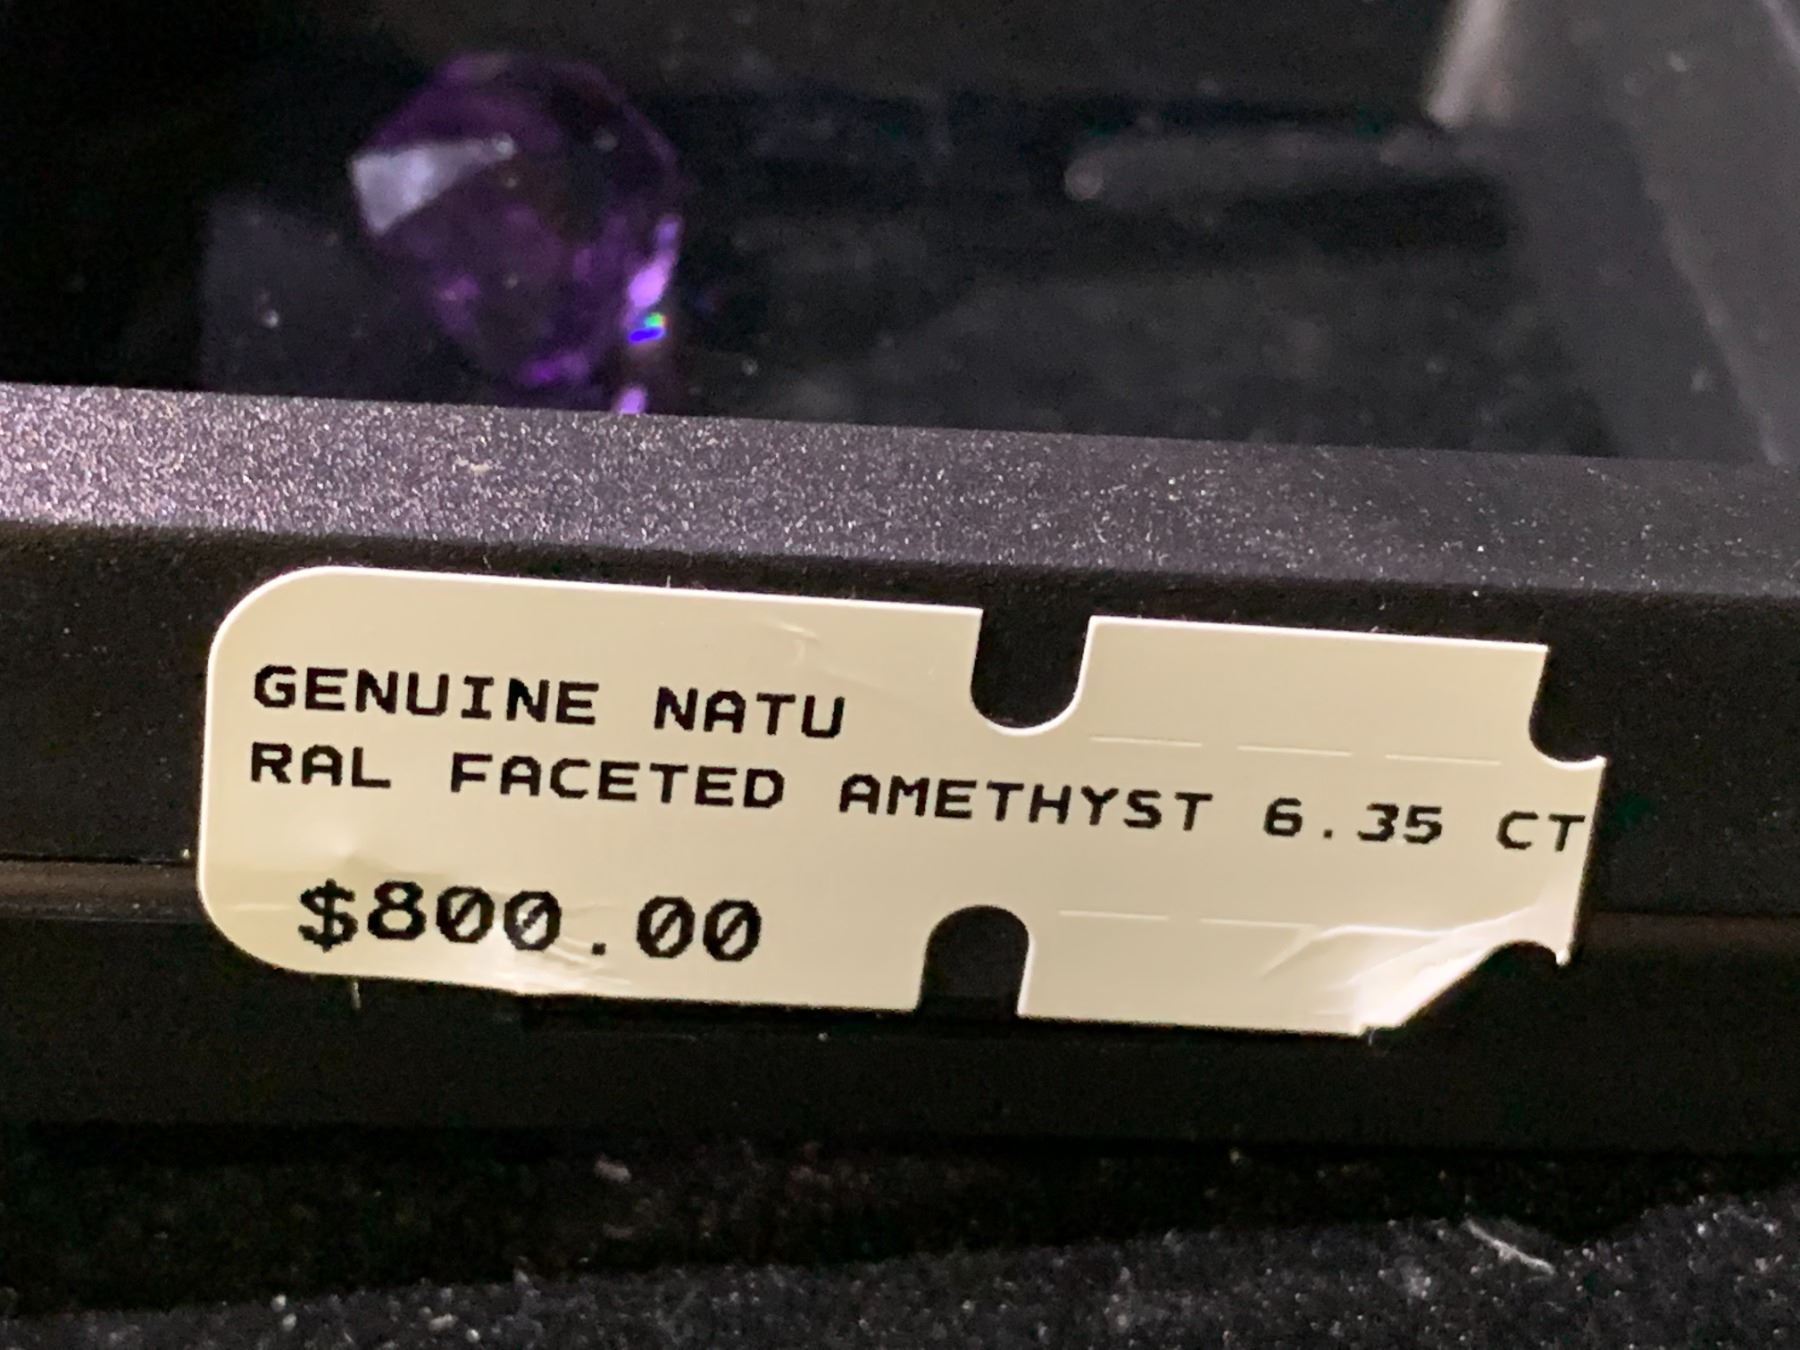 GENUINE NATU
RAL FACETED AMETHYST 6.35 CT
$800.00